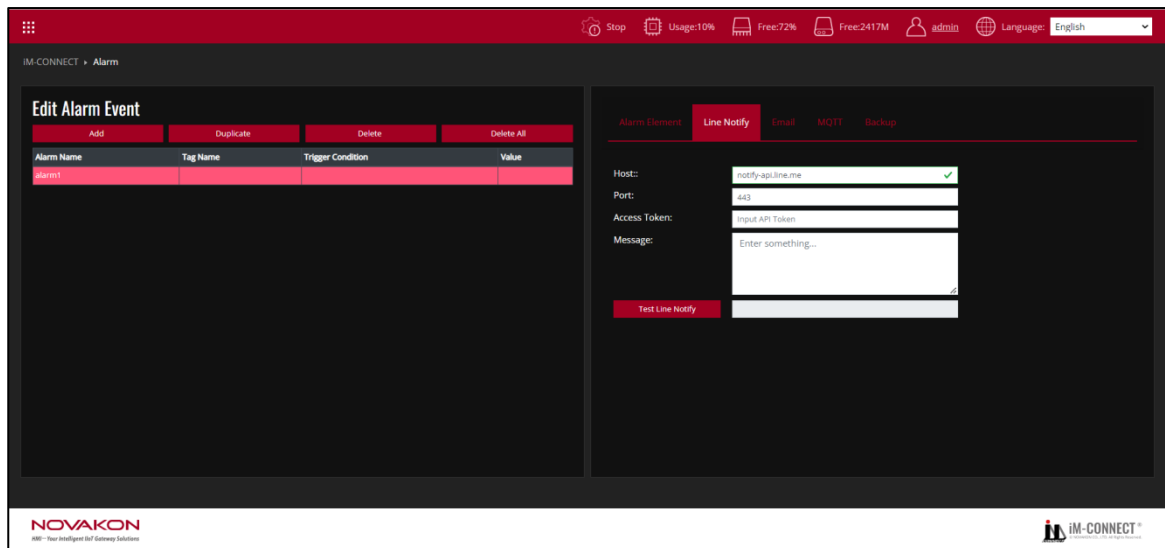 Stop Usage:10% Free:72% Free:2417M admin Language: English
iM-CONNECT ▸ Alarm
Edit Alarm Event
Add Duplicate Delete Delete All
Alarm Name Tag Name Trigger Condition Value
alarm1
Alarm Element Line Notify Email MQTT Backup
Host:: notify-api.line.me
Port: 443
Access Token: Input API Token
Message: Enter something...
Test Line Notify
NOVAKON
HMI – Your Intelligent IIoT Gateway Solutions
iM-CONNECT®